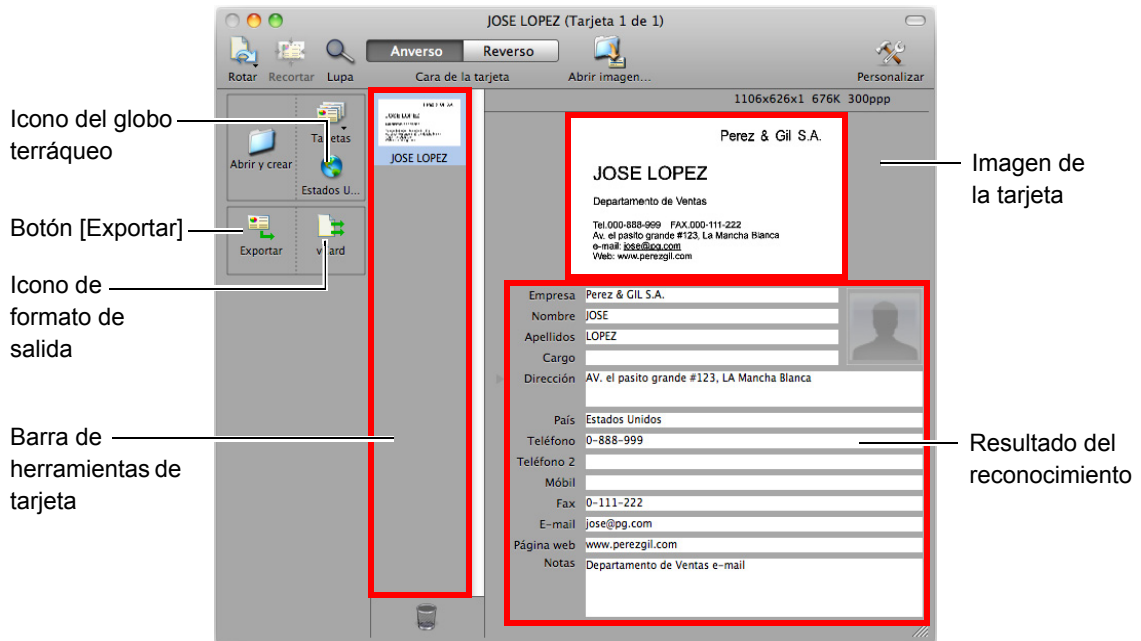 JOSE LOPEZ (Tarjeta 1 de 1)
Rotar
Recortar
Lupa
Anverso
Reverso
Cara de la tarjeta
Abrir imagen...
Personalizar
1106x626x1 676K 300ppp
Icono del globo
terráqueo
Botón [Exportar]
Icono de
formato de
salida
Barra de
herramientas de
tarjeta
Abrir y crear
Tarjetas
Estados U...
Exportar
JOSE LOPEZ
Perez & Gil S.A.
JOSE LOPEZ
Departamento de Ventas
Tel.000-888-999 FAX.000-111-222
Av. el pasito grande #123, La Mancha Blanca
e-mail: jose@pg.com
Web: www.perezgil.com
Imagen de
la tarjeta
Empresa Perez & GIL S.A.
Nombre JOSE
Apellidos LOPEZ
Cargo
Dirección AV. el pasito grande #123, LA Mancha Blanca
País Estados Unidos
Teléfono 0-888-999
Teléfono 2
Móbil
Fax 0-111-222
E-mail jose@pg.com
Página web www.perezgil.com
Notas Departamento de Ventas e-mail
Resultado del
reconocimiento